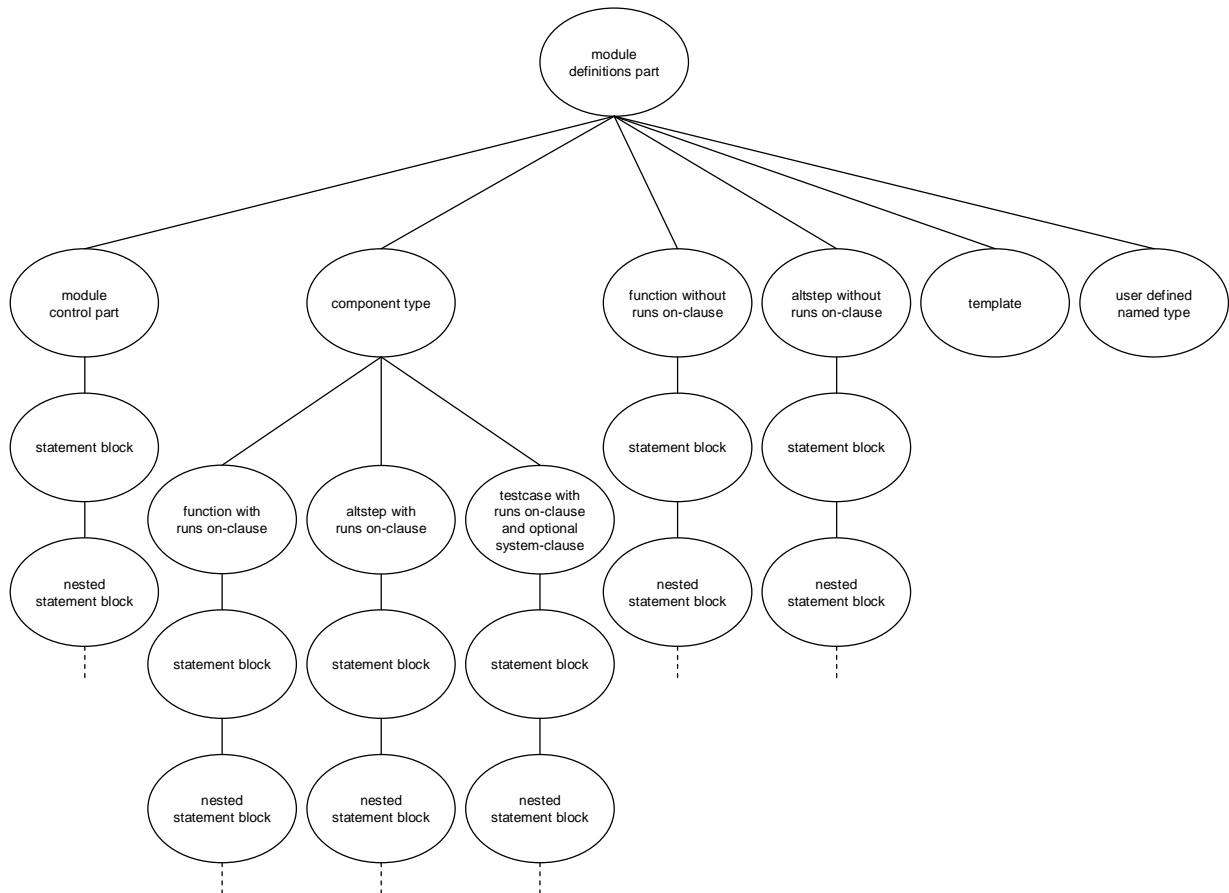 module
definitions part
module
control part
component type
function without
runs on-clause
altstep without
runs on-clause
template
user defined
named type
statement block
statement block
statement block
function with
runs on-clause
altstep with
runs on-clause
testcase with
runs on-clause
and optional
system-clause
nested
statement block
nested
statement block
nested
statement block
statement block
statement block
statement block
nested
statement block
nested
statement block
nested
statement block